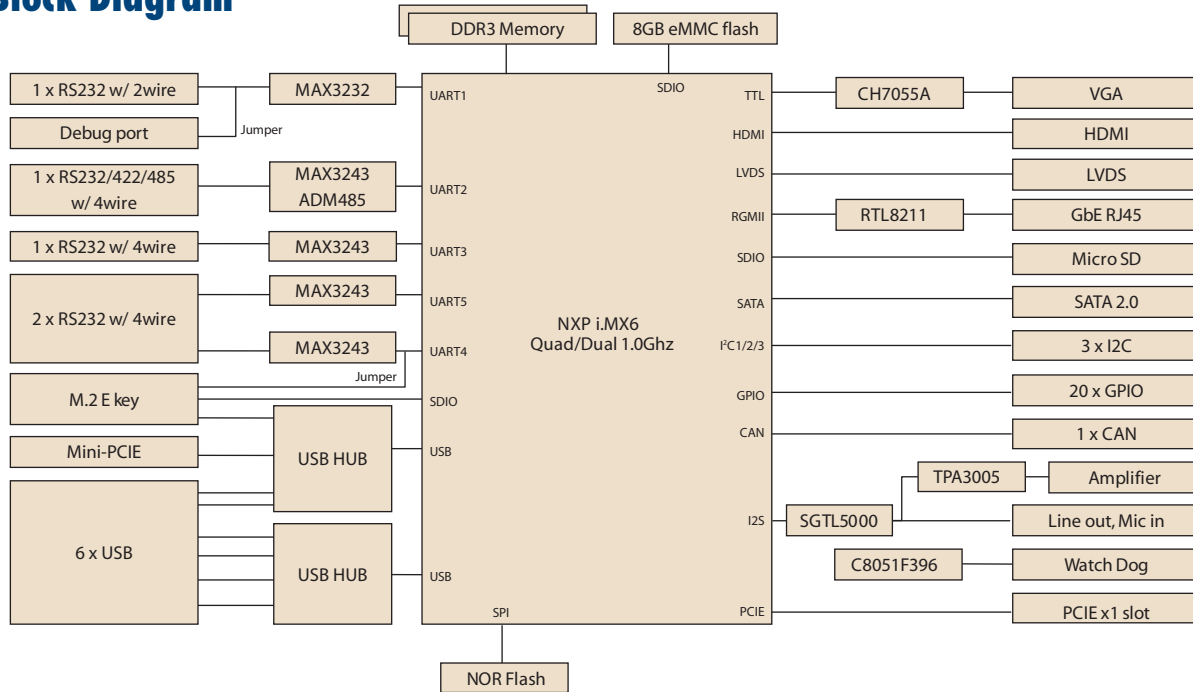 Block Diagram
DDR3 Memory
8GB eMMC flash
1 x RS232 w/ 2wire
Debug port
Jumper
MAX3232
1 x RS232/422/485
w/ 4wire
MAX3243
ADM485
1 x RS232 w/ 4wire
MAX3243
2 x RS232 w/ 4wire
MAX3243
MAX3243
Jumper
M.2 E key
Mini-PCIE
6 x USB
USB HUB
USB HUB
UART1
UART2
UART3
UART5
UART4
SDIO
USB
USB
SPI
SDIO
NXP i.MX6
Quad/Dual 1.0Ghz
TTL
HDMI
LVDS
RGMII
SDIO
SATA
I²C1/2/3
GPIO
CAN
I2S
PCIE
CH7055A
VGA
HDMI
LVDS
RTL8211
GbE RJ45
Micro SD
SATA 2.0
3 x I2C
20 x GPIO
1 x CAN
TPA3005
Amplifier
SGTL5000
Line out, Mic in
C8051F396
Watch Dog
PCIE x1 slot
NOR Flash